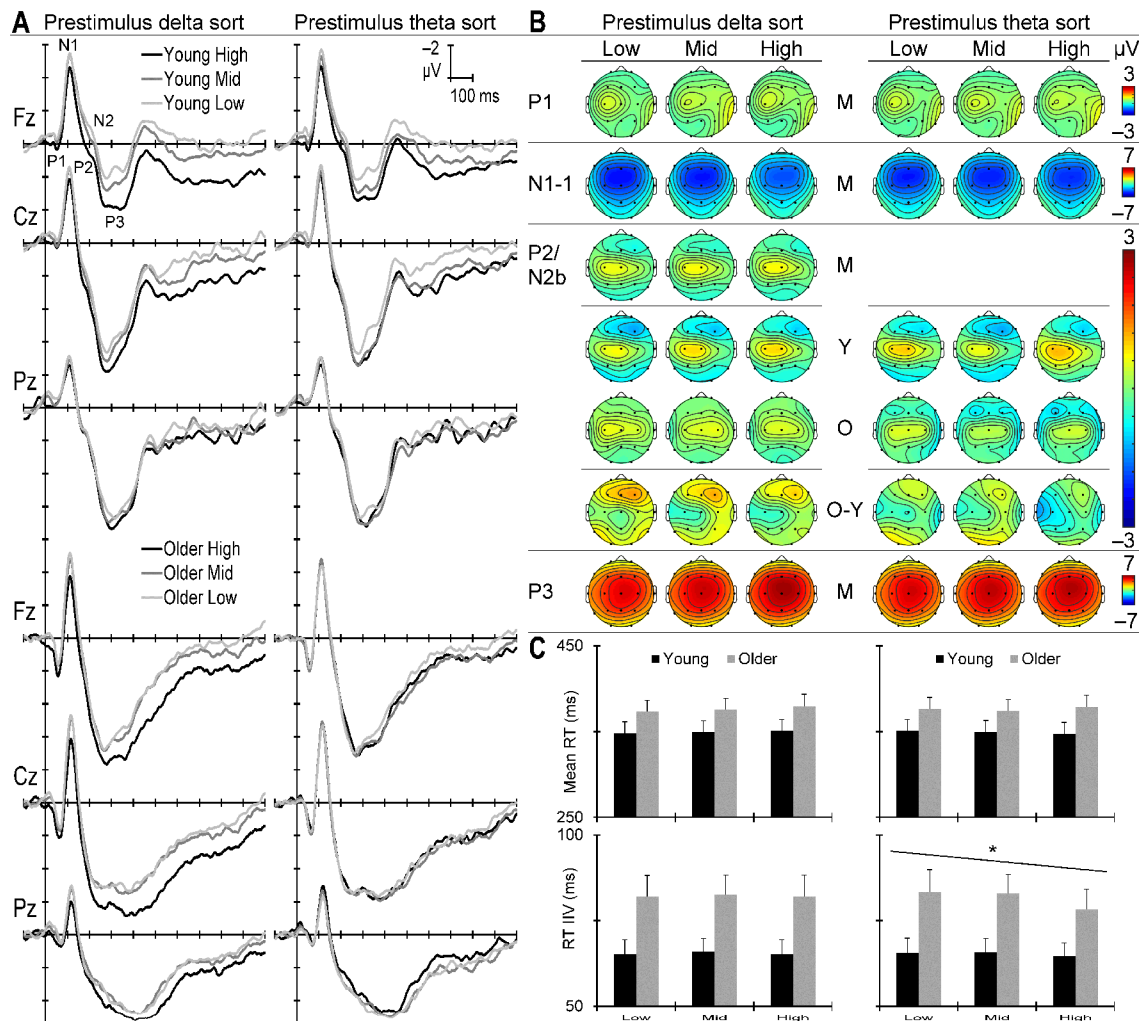 A
Prestimulus delta sort
Prestimulus theta sort
N1
Young High
Young Mid
Young Low
−2
μV
100 ms
Fz
N2
P1
P2
P3
Cz
Pz
Older High
Older Mid
Older Low
Fz
Cz
Pz
B
Prestimulus delta sort
Prestimulus theta sort
Low Mid High
Low Mid High
μV
P1
M
3
−3
N1-1
M
7
−7
P2/
N2b
M
3
Y
O
O-Y
−3
P3
M
7
−7
C
450
Young Older
Young Older
Mean RT (ms)
250
100
*
RT IIV (ms)
50
Low Mid High
Low Mid High